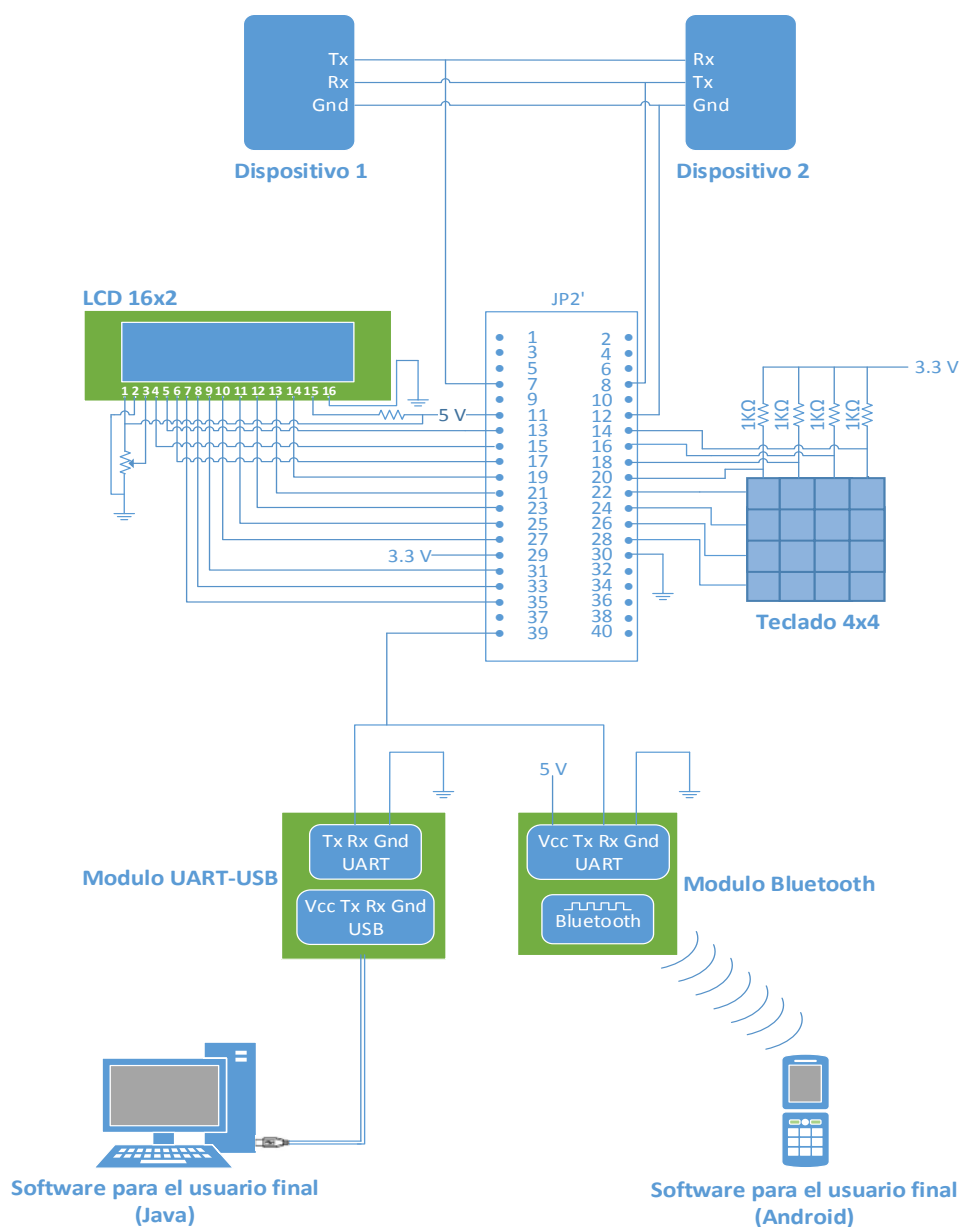 Tx
Rx
Gnd
Dispositivo 1
Rx
Tx
Gnd
Dispositivo 2
LCD 16x2
1 2 3 4 5 6 7 8 9 10 11 12 13 14 15 16
5 V
JP2'
1 2
3 4
5 6
7 8
9 10
11 12
13 14
15 16
17 18
19 20
21 22
23 24
25 26
27 28
29 30
31 32
33 34
35 36
37 38
39 40
3.3 V
3.3 V
1KΩ
1KΩ
1KΩ
1KΩ
Teclado 4x4
5 V
Tx Rx Gnd
UART
Vcc Tx Rx Gnd
USB
Modulo UART-USB
Vcc Tx Rx Gnd
UART
Bluetooth
Modulo Bluetooth
Software para el usuario final
(Java)
Software para el usuario final
(Android)